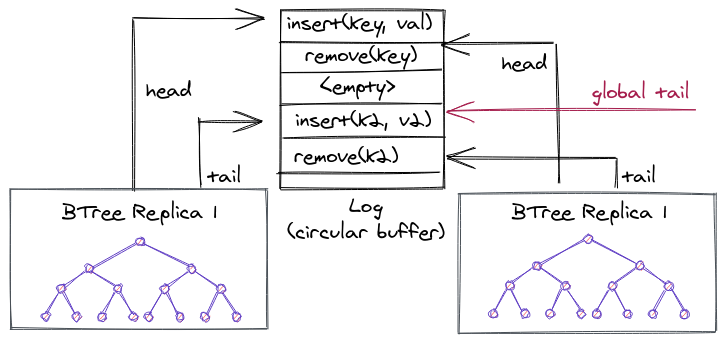 insert(key, val)
remove(key)
<empty>
insert(k2, v2)
remove(k2)
head
tail
head
global tail
tail
Log
(circular buffer)
BTree Replica 1
BTree Replica 1